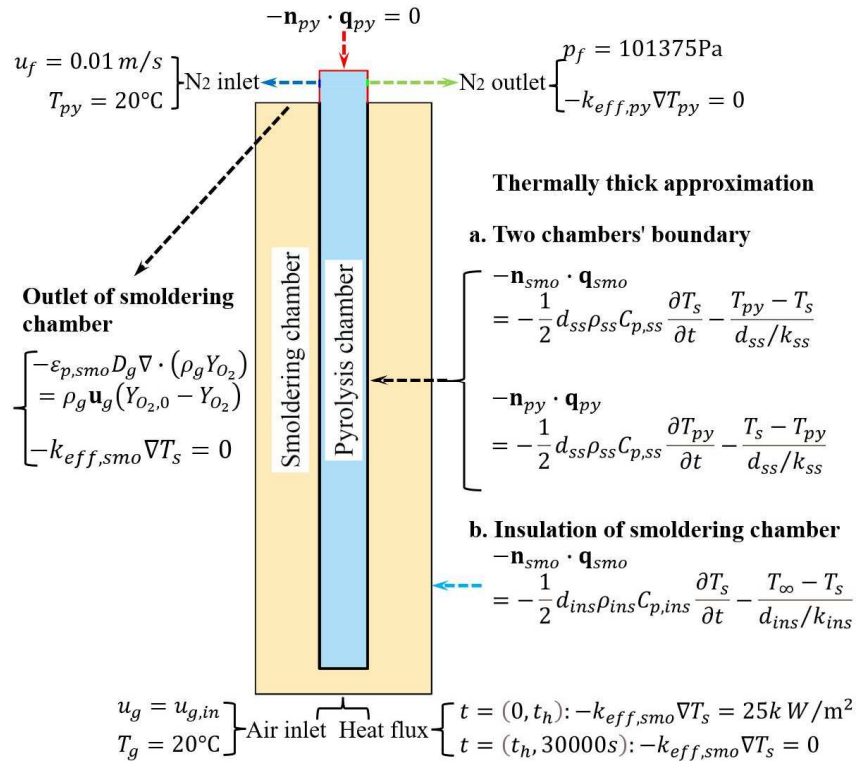 −n_py · q_py = 0
u_f = 0.01 m/s
T_py = 20°C
N2 inlet
N2 outlet
p_f = 101375Pa
−k_eff,py ∇T_py = 0
Thermally thick approximation
a. Two chambers' boundary
−n_smo · q_smo
= −1/2 d_ss ρ_ss C_p,ss ∂T_s/∂t − (T_py − T_s)/(d_ss/k_ss)
−n_py · q_py
= −1/2 d_ss ρ_ss C_p,ss ∂T_py/∂t − (T_s − T_py)/(d_ss/k_ss)
b. Insulation of smoldering chamber
−n_smo · q_smo
= −1/2 d_ins ρ_ins C_p,ins ∂T_s/∂t − (T_∞ − T_s)/(d_ins/k_ins)
Smoldering chamber
Pyrolysis chamber
Outlet of smoldering
chamber
−ε_p,smo D_g ∇ · (ρ_g Y_O2)
= ρ_g u_g (Y_O2,0 − Y_O2)
−k_eff,smo ∇T_s = 0
u_g = u_g,in
T_g = 20°C
Air inlet
Heat flux
t = (0, t_h): −k_eff,smo ∇T_s = 25k W/m²
t = (t_h, 30000s): −k_eff,smo ∇T_s = 0